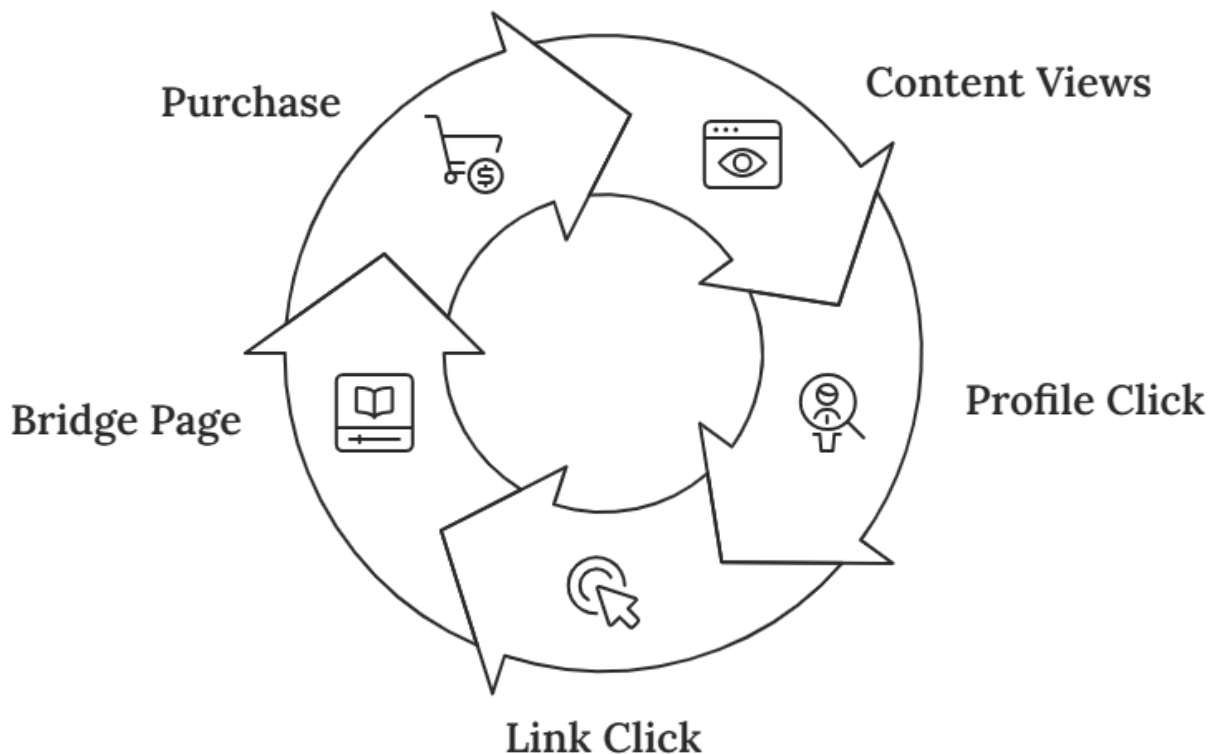 Purchase
Content Views
Profile Click
Bridge Page
Link Click
$